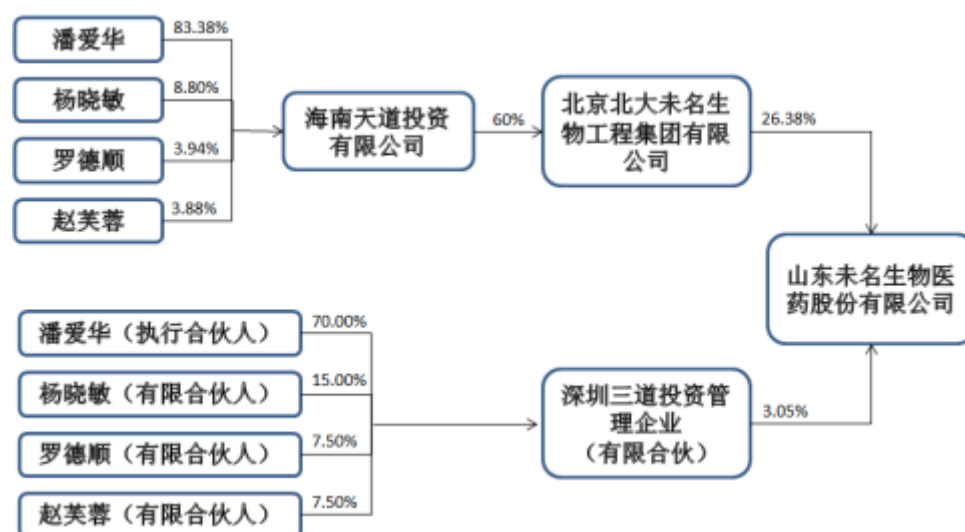 潘爱华
83.38%
杨晓敏
8.80%
罗德顺
3.94%
赵芙蓉
3.88%
海南天道投资
有限公司
60%
北京北大未名生
物工程集团有限
公司
26.38%
山东未名生物医
药股份有限公司
潘爱华（执行合伙人）
70.00%
杨晓敏（有限合伙人）
15.00%
罗德顺（有限合伙人）
7.50%
赵芙蓉（有限合伙人）
7.50%
深圳三道投资管
理企业
（有限合伙）
3.05%